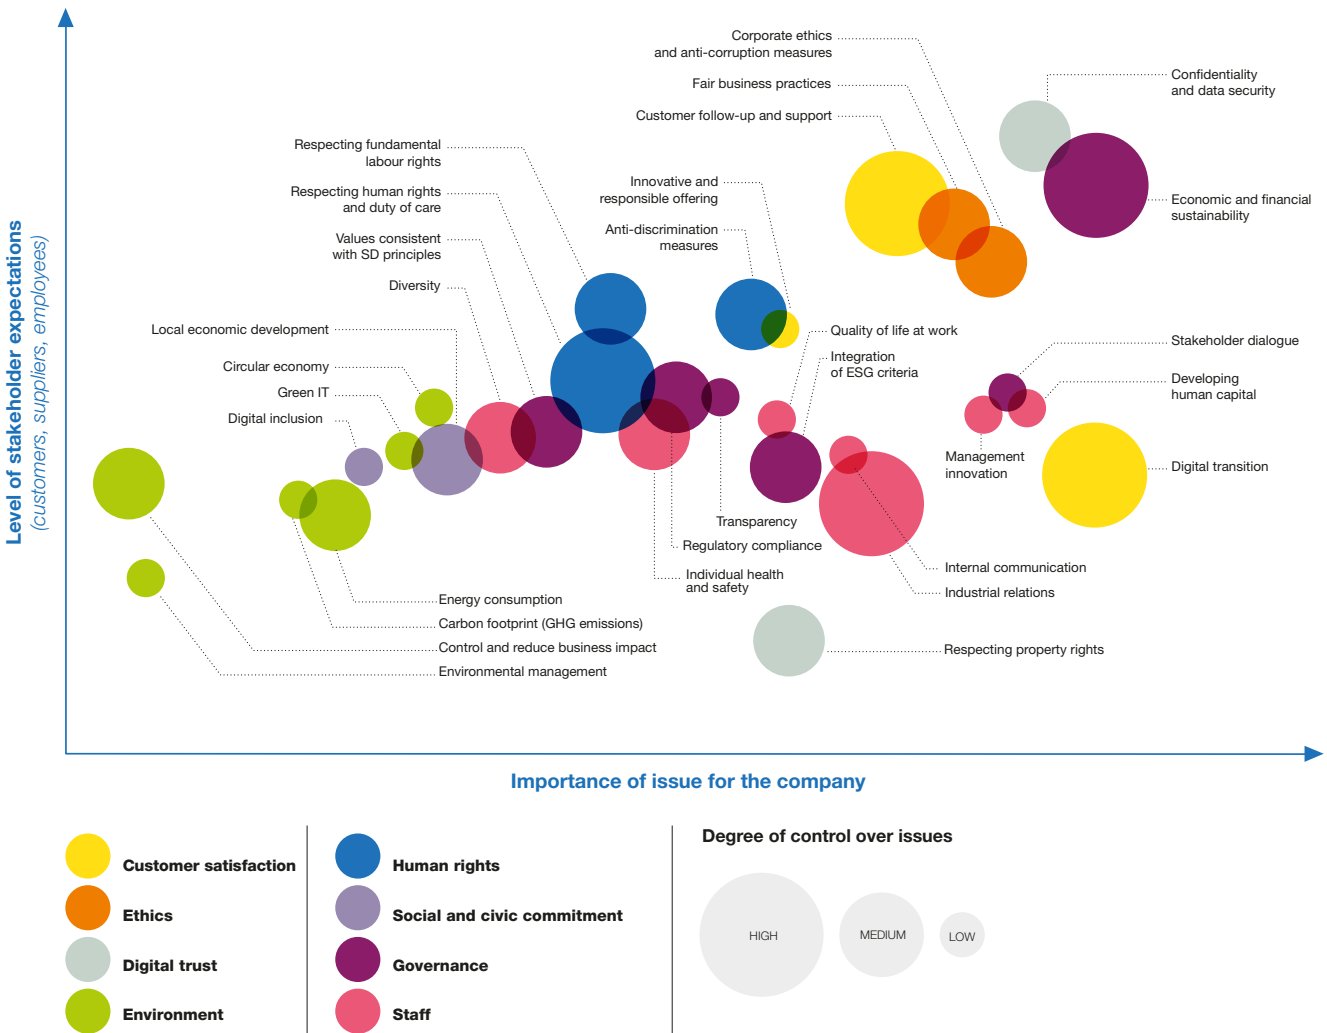 Level of stakeholder expectations
(customers, suppliers, employees)
Corporate ethics
and anti-corruption measures
Fair business practices
Customer follow-up and support
Confidentiality
and data security
Respecting fundamental
labour rights
Respecting human rights
and duty of care
Values consistent
with SD principles
Diversity
Innovative and
responsible offering
Anti-discrimination
measures
Economic and financial
sustainability
Local economic development
Circular economy
Green IT
Digital inclusion
Quality of life at work
Integration
of ESG criteria
Stakeholder dialogue
Developing
human capital
Management
innovation
Digital transition
Transparency
Regulatory compliance
Individual health
and safety
Internal communication
Industrial relations
Energy consumption
Carbon footprint (GHG emissions)
Control and reduce business impact
Environmental management
Respecting property rights
Importance of issue for the company
Customer satisfaction
Ethics
Digital trust
Environment
Human rights
Social and civic commitment
Governance
Staff
Degree of control over issues
HIGH
MEDIUM
LOW